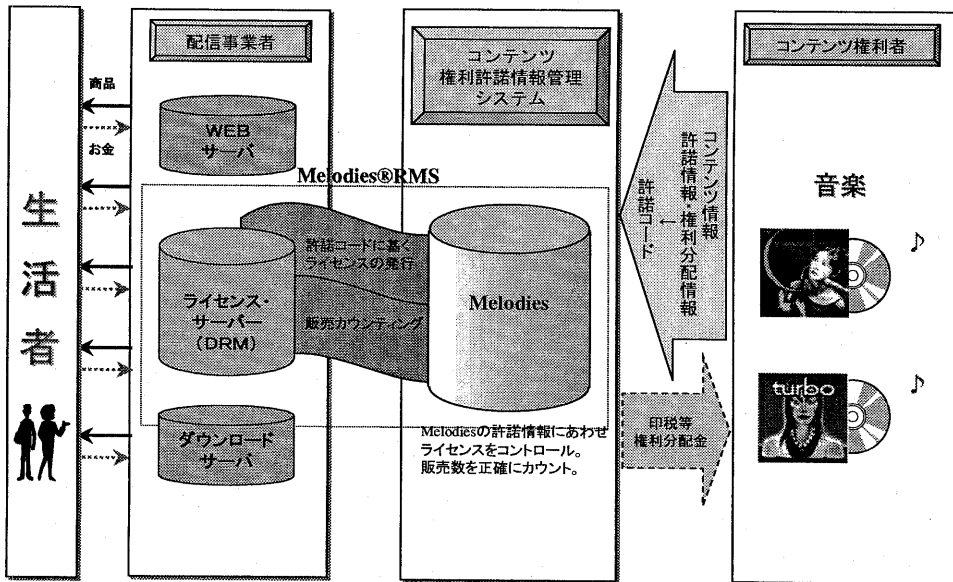 生活者
商品
お金
配信事業者
WEB
サーバ
Melodies®RMS
ライセンス・
サーバー
(DRM)
ダウンロード
サーバ
許諾コードに基く
ライセンスの発行
販売カウンティング
コンテンツ
権利許諾情報管理
システム
Melodies
Melodiesの許諾情報にあわせ
ライセンスをコントロール。
販売数を正確にカウント。
コンテンツ情報
許諾情報・権利分配情報
↓
許諾コード
印税等
権利分配金
コンテンツ権利者
音楽
♪
♪
turbo